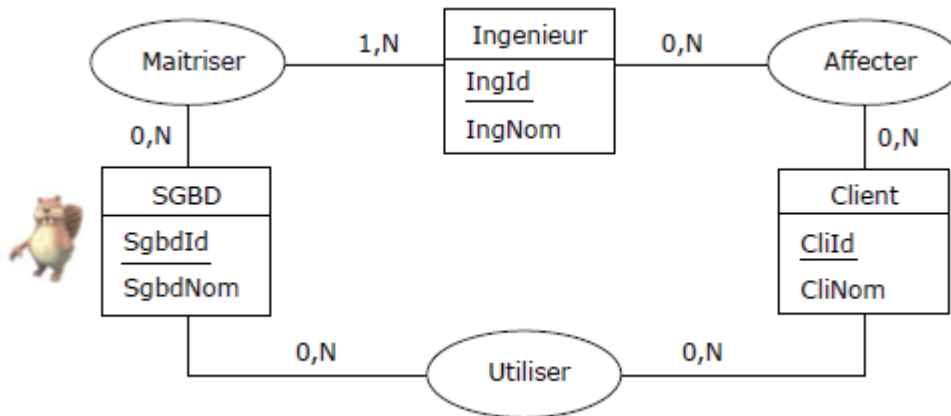 Maitriser
1,N
Ingenieur
IngId
IngNom
0,N
Affecter
0,N
0,N
SGBD
SgbdId
SgbdNom
Client
CliId
CliNom
0,N
Utiliser
0,N